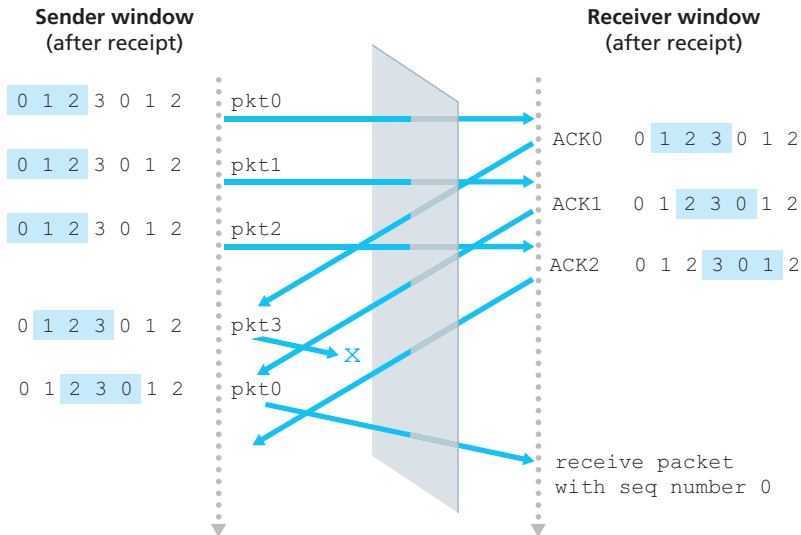 Sender window
(after receipt)
Receiver window
(after receipt)
0 1 2 3 0 1 2
pkt0
ACK0 0 1 2 3 0 1 2
0 1 2 3 0 1 2
pkt1
ACK1 0 1 2 3 0 1 2
0 1 2 3 0 1 2
pkt2
ACK2 0 1 2 3 0 1 2
0 1 2 3 0 1 2
pkt3
x
0 1 2 3 0 1 2
pkt0
receive packet
with seq number 0